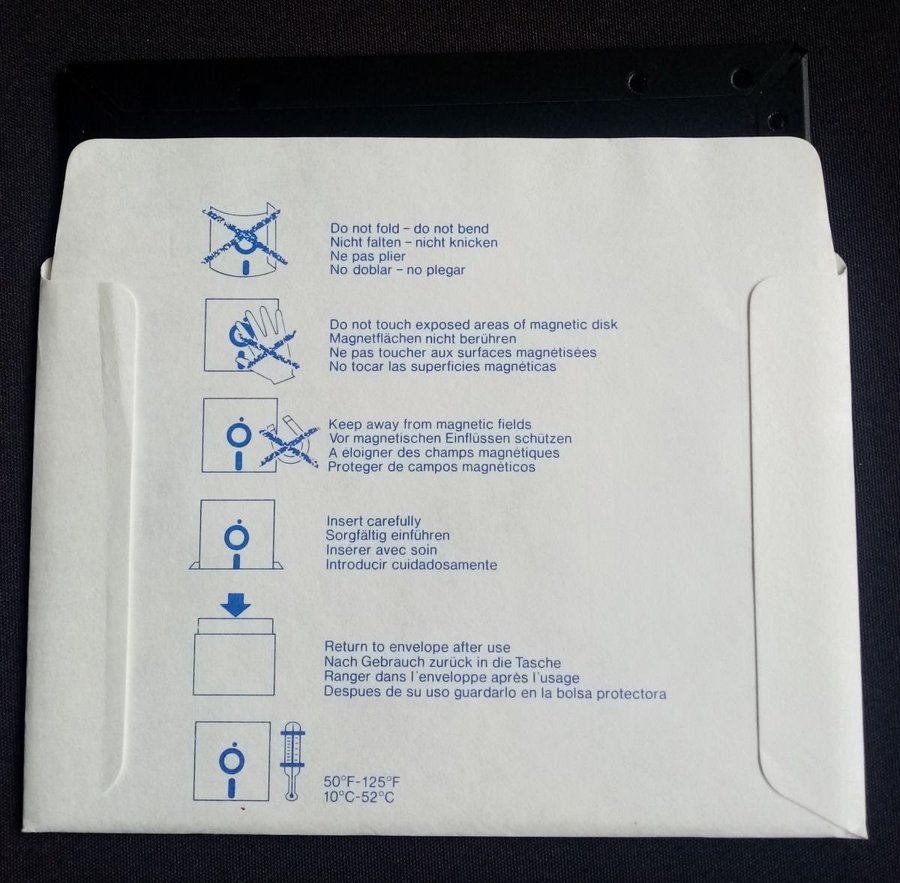 Do not fold – do not bend
Nicht falten – nicht knicken
Ne pas plier
No doblar – no plegar
Do not touch exposed areas of magnetic disk
Magnetflächen nicht berühren
Ne pas toucher aux surfaces magnétisées
No tocar las superficies magnéticas
Keep away from magnetic fields
Vor magnetischen Einflüssen schützen
A éloigner des champs magnétiques
Proteger de campos magnéticos
Insert carefully
Sorgfältig einführen
Insérer avec soin
Introducir cuidadosamente
Return to envelope after use
Nach Gebrauch zurück in die Tasche
Ranger dans l'enveloppe après l'usage
Despues de su uso guardarlo en la bolsa protectora
50°F-125°F
10°C-52°C